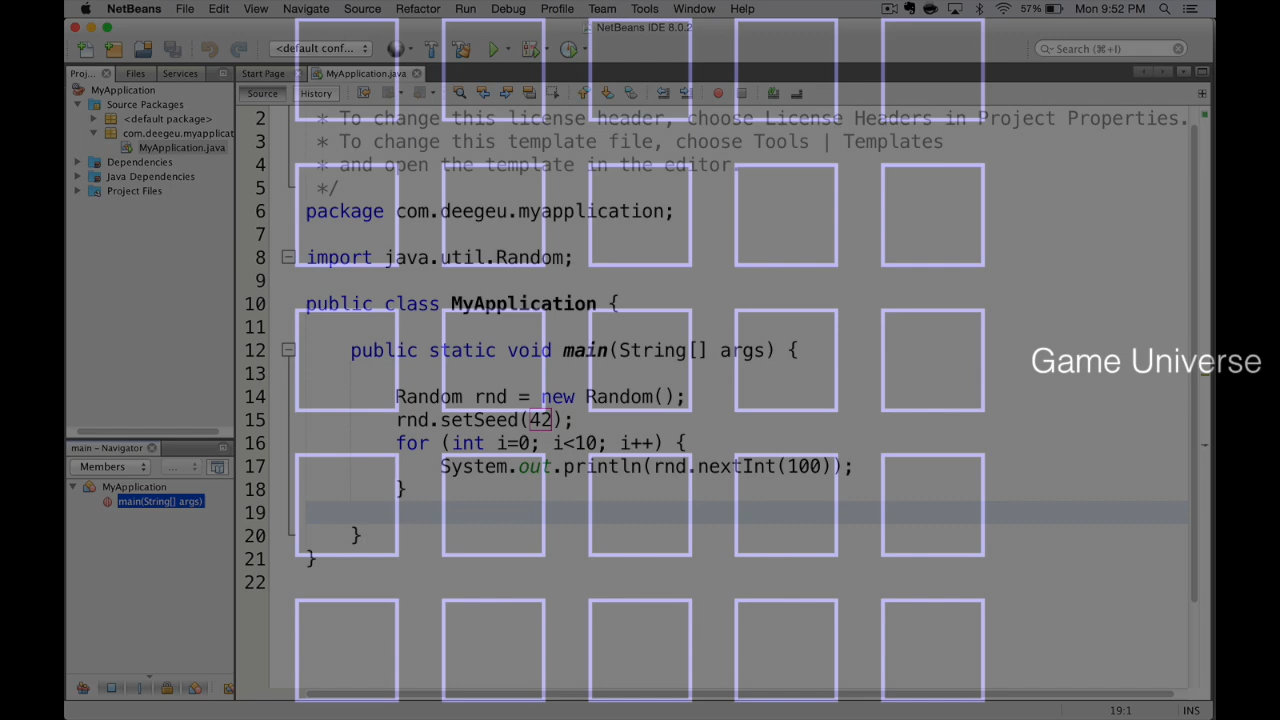 NetBeans File Edit View Navigate Source Refactor Run Debug Profile Team Tools Window Help 57% Mon 9:52 PM
NetBeans IDE 8.0.2
<default conf... Search (⌘+I)
Proj... Files Services Start Page MyApplication.java
Source History
MyApplication
Source Packages
<default package>
com.deegeu.myapplicat
MyApplication.java
Dependencies
Java Dependencies
Project Files
2 * To change this license header, choose License Headers in Project Properties.
3 * To change this template file, choose Tools | Templates
4 * and open the template in the editor.
5 */
6 package com.deegeu.myapplication;
7
8 import java.util.Random;
9
10 public class MyApplication {
11
12 public static void main(String[] args) {
13
14 Random rnd = new Random();
15 rnd.setSeed(42);
16 for (int i=0; i<10; i++) {
17 System.out.println(rnd.nextInt(100));
18 }
19
20 }
21 }
22
Game Universe
main - Navigator
Members ...
MyApplication
main(String[] args)
19:1 INS